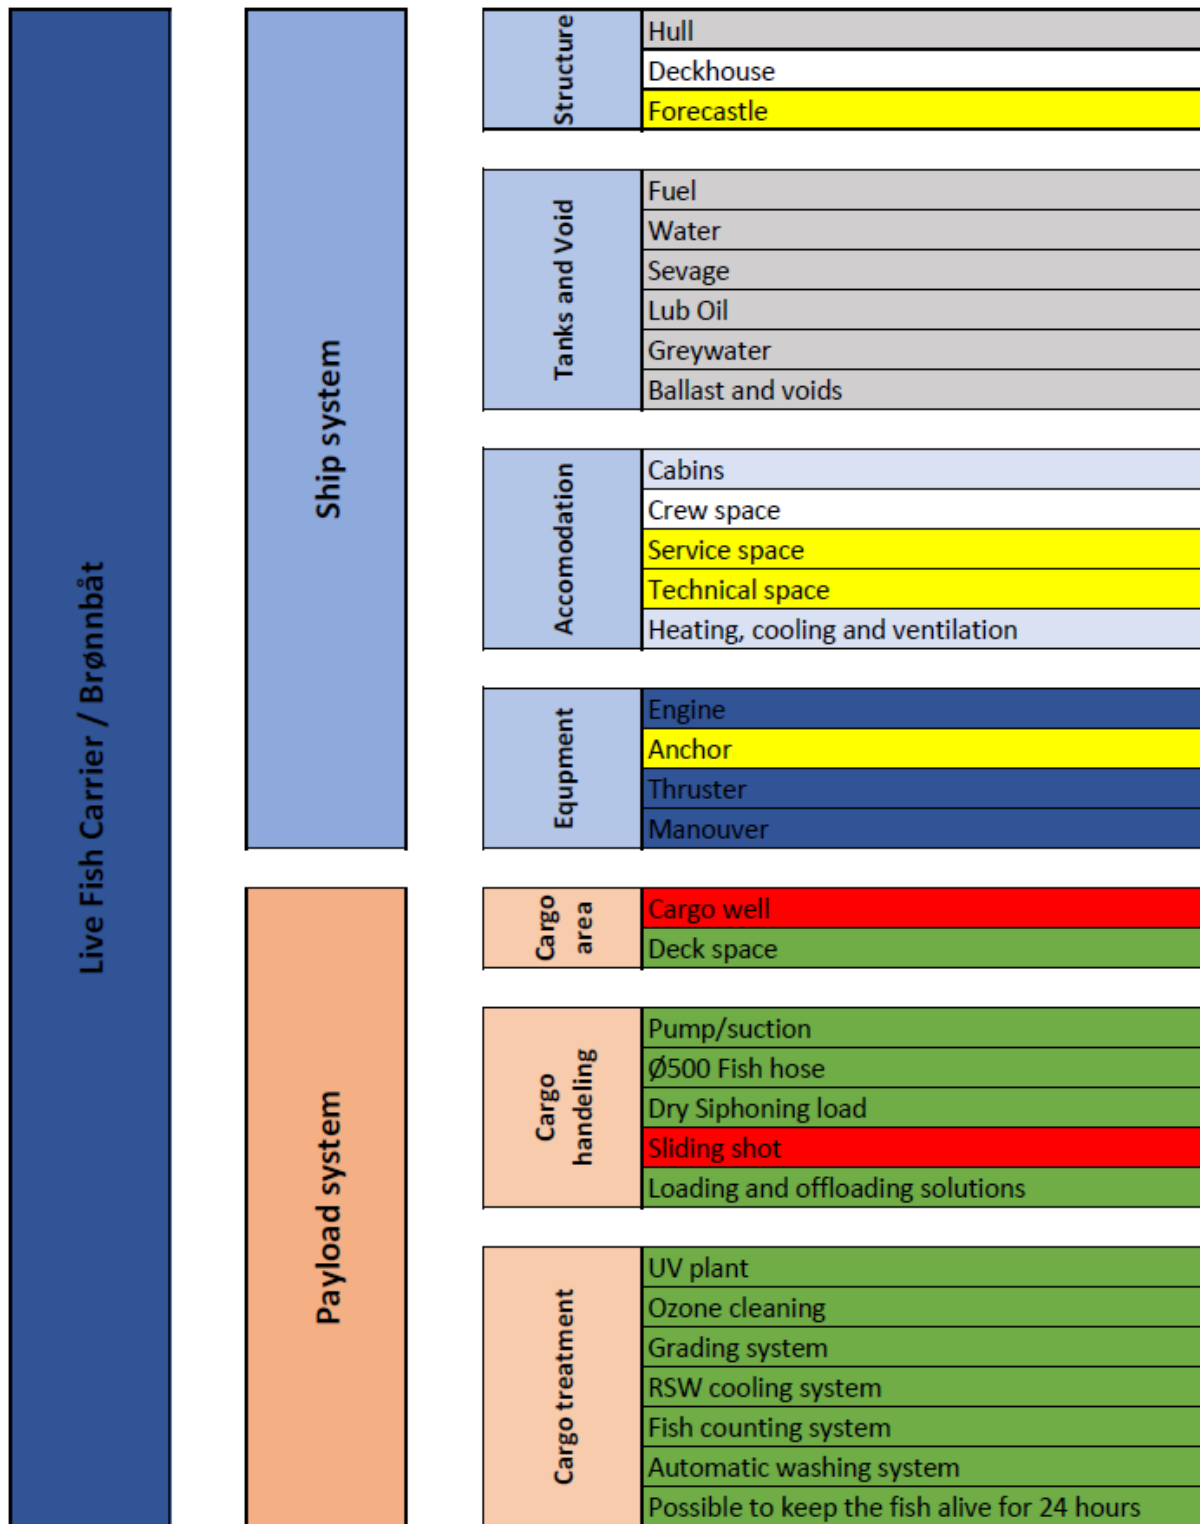 Live Fish Carrier / Brønnbåt
Ship system
Structure
Hull
Deckhouse
Forecastle
Tanks and Void
Fuel
Water
Sevage
Lub Oil
Greywater
Ballast and voids
Accomodation
Cabins
Crew space
Service space
Technical space
Heating, cooling and ventilation
Equpment
Engine
Anchor
Thruster
Manouver
Payload system
Cargo
area
Cargo well
Deck space
Cargo
handeling
Pump/suction
Ø500 Fish hose
Dry Siphoning load
Sliding shot
Loading and offloading solutions
Cargo treatment
UV plant
Ozone cleaning
Grading system
RSW cooling system
Fish counting system
Automatic washing system
Possible to keep the fish alive for 24 hours